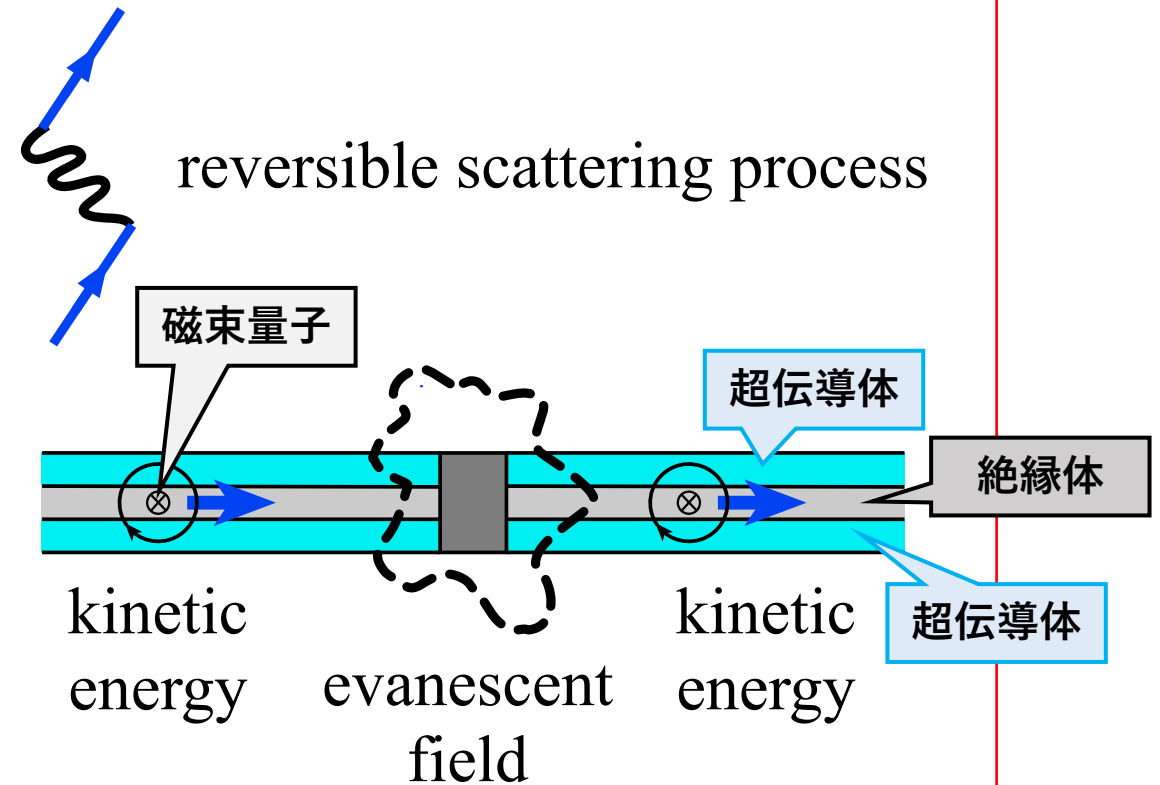 reversible scattering process
磁束量子
超伝導体
絶縁体
超伝導体
kinetic
energy
evanescent
field
kinetic
energy